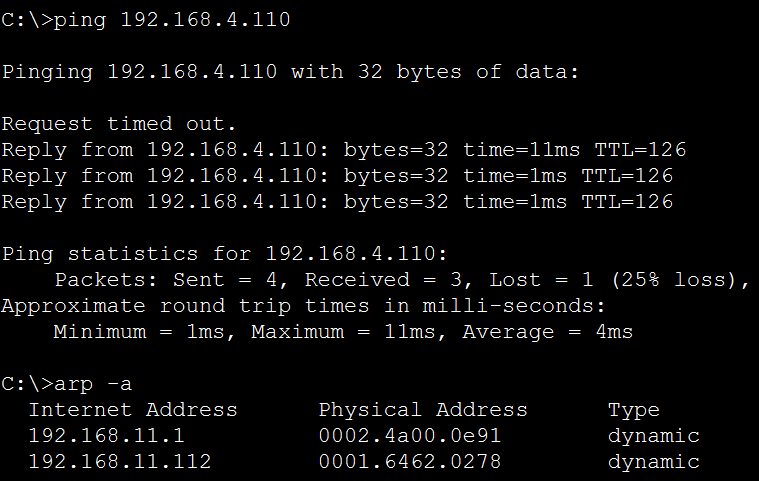 C:\>ping 192.168.4.110
Pinging 192.168.4.110 with 32 bytes of data:
Request timed out.
Reply from 192.168.4.110: bytes=32 time=11ms TTL=126
Reply from 192.168.4.110: bytes=32 time=1ms TTL=126
Reply from 192.168.4.110: bytes=32 time=1ms TTL=126
Ping statistics for 192.168.4.110:
    Packets: Sent = 4, Received = 3, Lost = 1 (25% loss),
Approximate round trip times in milli-seconds:
    Minimum = 1ms, Maximum = 11ms, Average = 4ms
C:\>arp -a
  Internet Address      Physical Address      Type
  192.168.11.1          0002.4a00.0e91        dynamic
  192.168.11.112        0001.6462.0278        dynamic